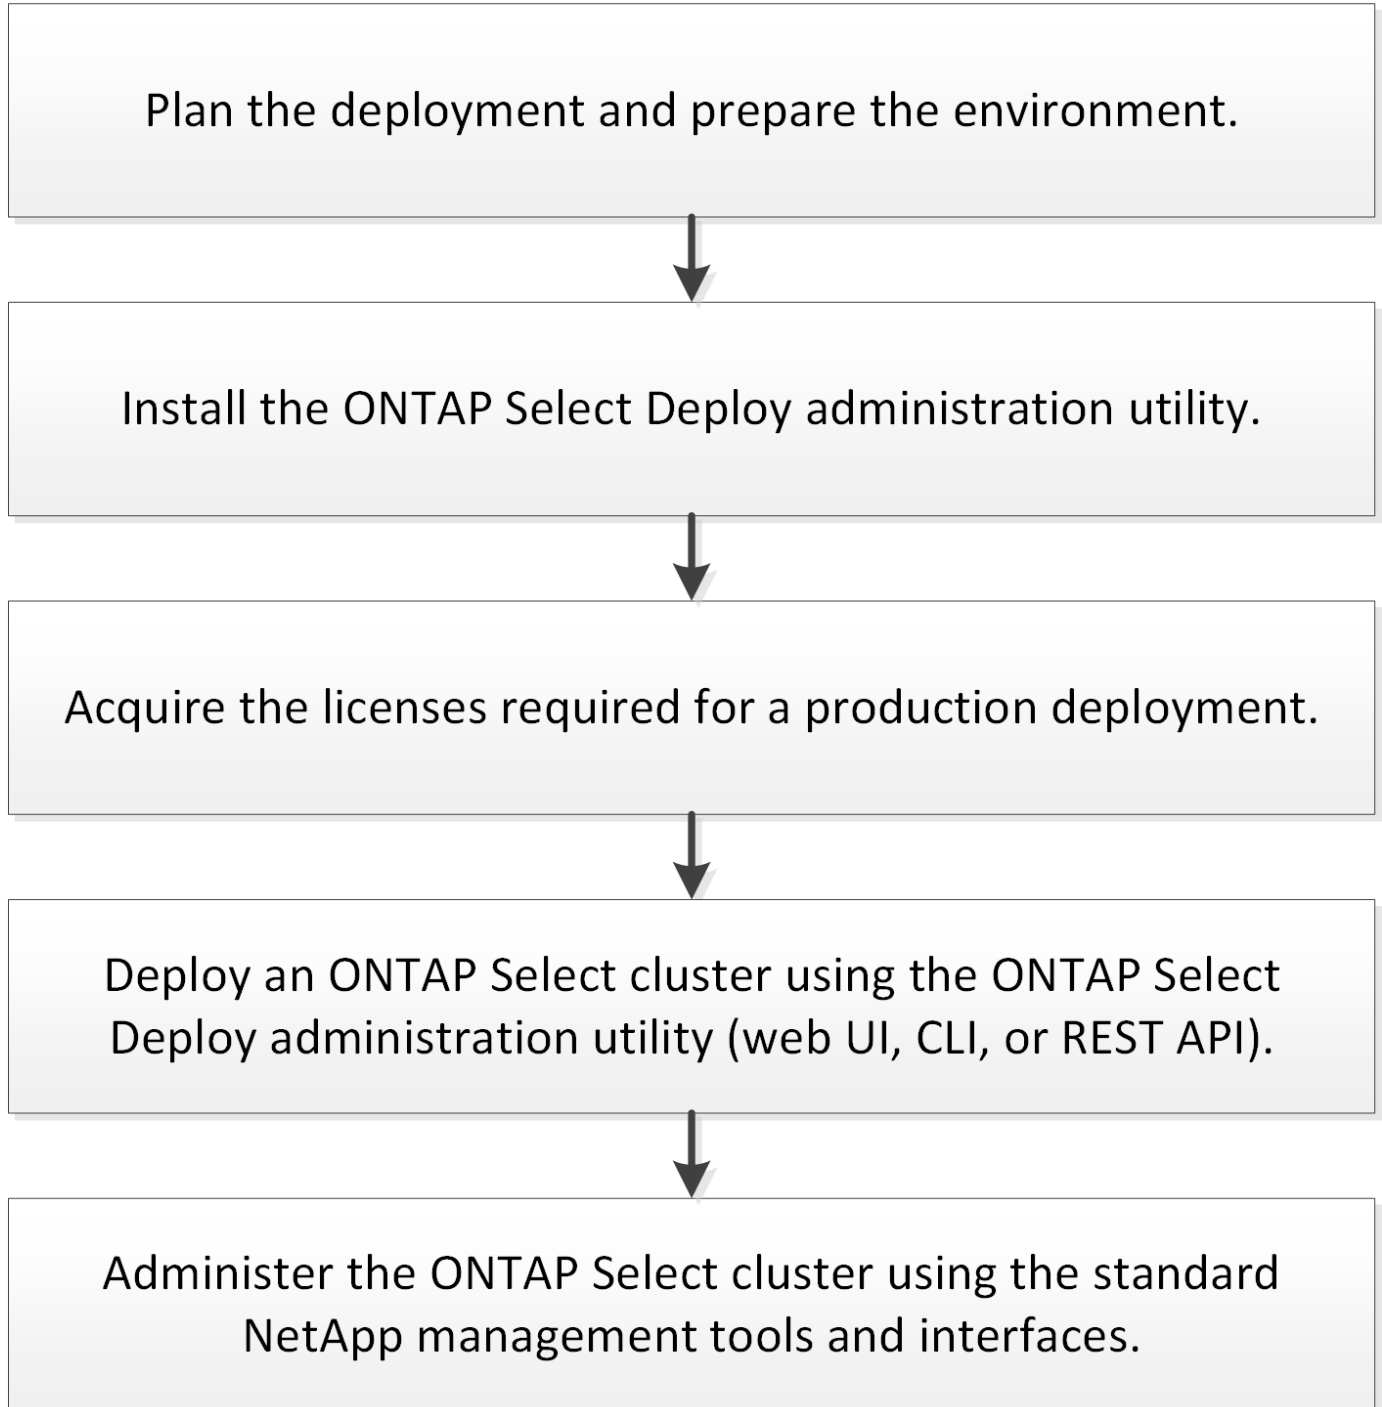 Plan the deployment and prepare the environment.
Install the ONTAP Select Deploy administration utility.
Acquire the licenses required for a production deployment.
Deploy an ONTAP Select cluster using the ONTAP Select
Deploy administration utility (web UI, CLI, or REST API).
Administer the ONTAP Select cluster using the standard
NetApp management tools and interfaces.